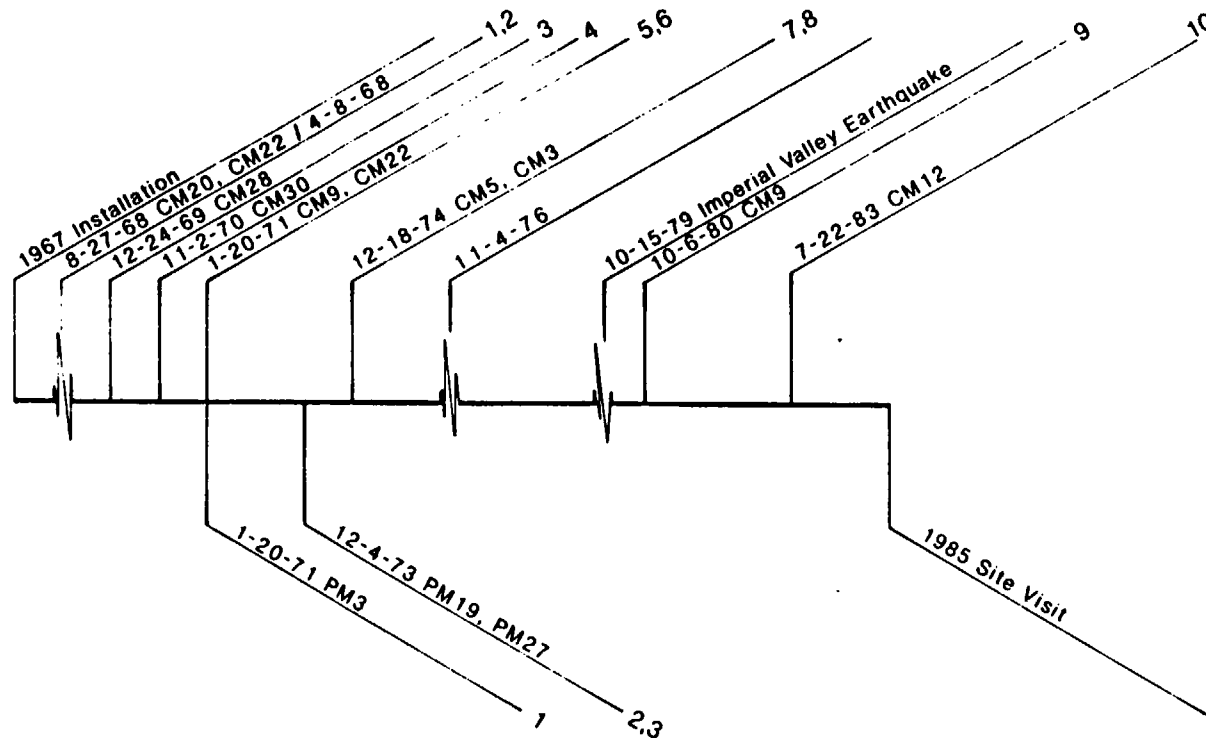 1967 Installation / 4-8-68
8-27-68 CM20, CM22
1,2
12-24-69 CM28
3
11-2-70 CM30
4
1-20-71 CM9, CM22
5,6
12-18-74 CM5, CM3
7,8
11-4-76
10-15-79 Imperial Valley Earthquake
10-6-80 CM9
9
7-22-83 CM12
10
1-20-71 PM3
1
12-4-73 PM19, PM27
2,3
1985 Site Visit